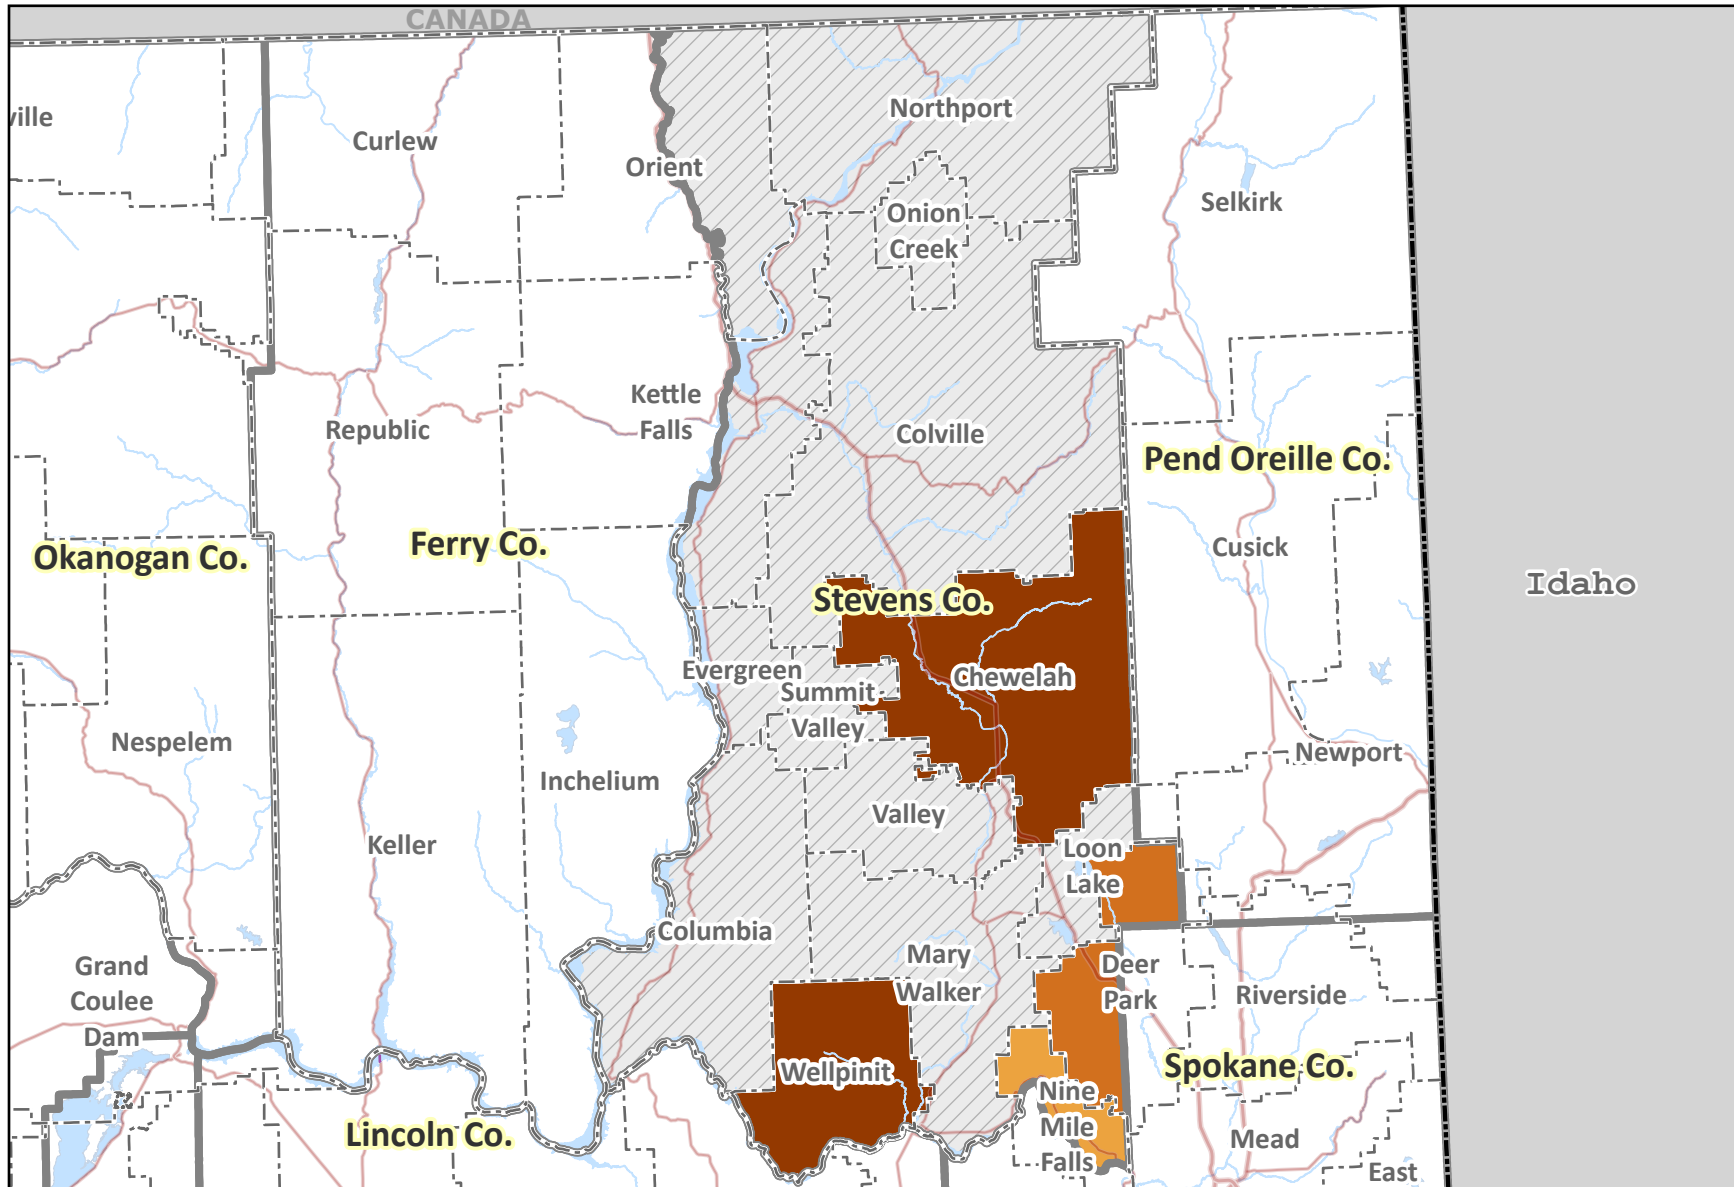 CANADA
ville
Curlew
Orient
Northport
Selkirk
Onion
Creek
Kettle
Falls
Republic
Colville
Pend Oreille Co.
Okanogan Co.
Ferry Co.
Cusick
Idaho
Stevens Co.
Evergreen
Summit
Valley
Chewelah
Nespelem
Inchelium
Newport
Valley
Keller
Loon
Lake
Columbia
Mary
Walker
Deer
Park
Grand
Coulee
Dam
Riverside
Wellpinit
Spokane Co.
Nine
Mile
Falls
Lincoln Co.
Mead
East